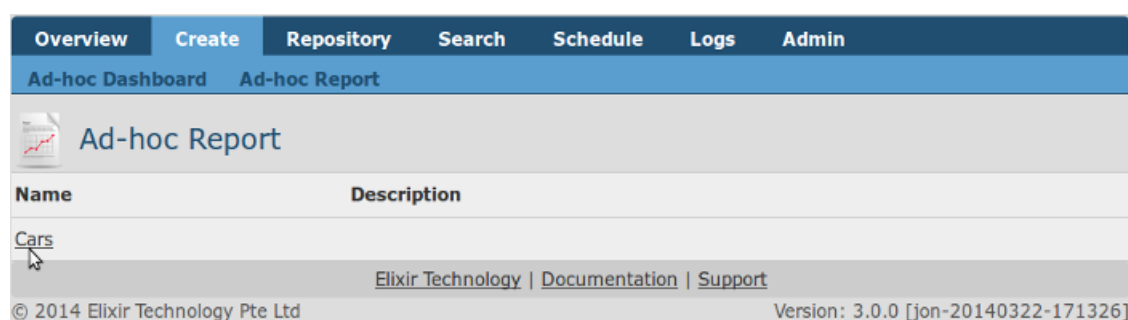 Overview Create Repository Search Schedule Logs Admin
Ad-hoc Dashboard Ad-hoc Report
Ad-hoc Report
Name Description
Cars
Elixir Technology | Documentation | Support
© 2014 Elixir Technology Pte Ltd Version: 3.0.0 [jon-20140322-171326]